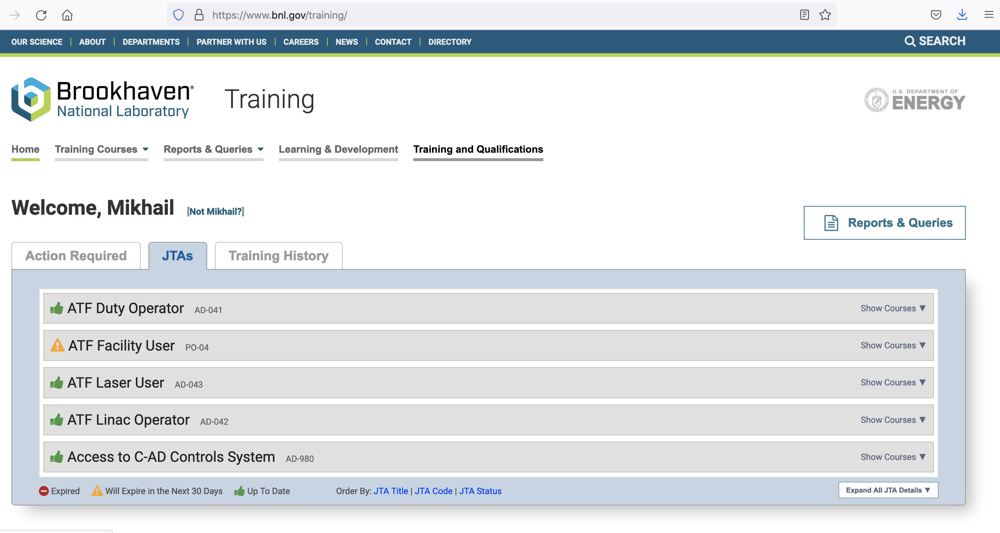 https://www.bnl.gov/training/
OUR SCIENCE | ABOUT | DEPARTMENTS | PARTNER WITH US | CAREERS | NEWS | CONTACT | DIRECTORY
SEARCH
Brookhaven®
National Laboratory
Training
U.S. DEPARTMENT OF
ENERGY
Home Training Courses Reports & Queries Learning & Development Training and Qualifications
Welcome, Mikhail [Not Mikhail?]
Reports & Queries
Action Required JTAs Training History
ATF Duty Operator AD-041 Show Courses ▼
ATF Facility User PO-04 Show Courses ▼
ATF Laser User AD-043 Show Courses ▼
ATF Linac Operator AD-042 Show Courses ▼
Access to C-AD Controls System AD-980 Show Courses ▼
Expired Will Expire in the Next 30 Days Up To Date Order By: JTA Title | JTA Code | JTA Status Expand All JTA Details ▼